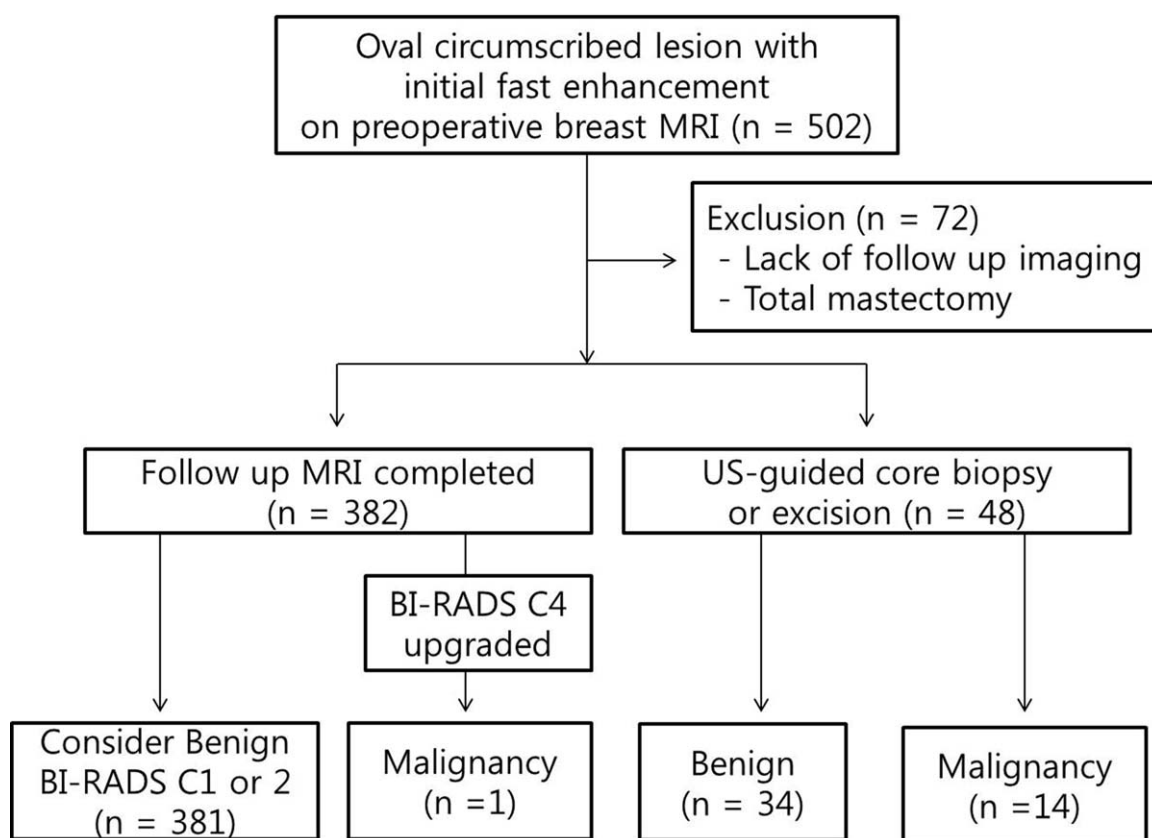 Oval circumscribed lesion with
initial fast enhancement
on preoperative breast MRI (n = 502)
Exclusion (n = 72)
- Lack of follow up imaging
- Total mastectomy
Follow up MRI completed
(n = 382)
US-guided core biopsy
or excision (n = 48)
BI-RADS C4
upgraded
Consider Benign
BI-RADS C1 or 2
(n = 381)
Malignancy
(n =1)
Benign
(n = 34)
Malignancy
(n =14)